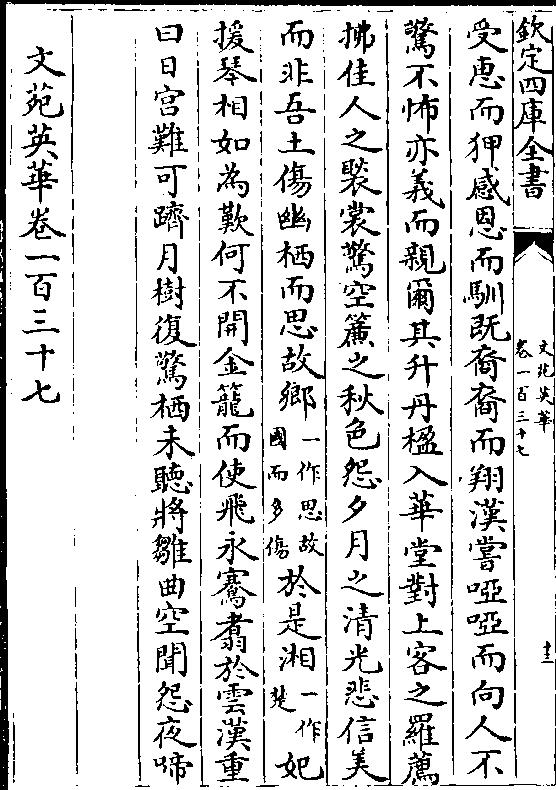 欽定四庫全書
文苑英華
卷一百三十七
受惠而狎感恩而馴既裔裔而翔漢嘗啞啞而向人不
驚不怖亦義而親爾其升丹楹入華堂對上客之羅薦
拂佳人之褧裳驚空簾之秋色怨夕月之清光悲信美
而非吾土傷幽栖而思故鄉一作思故國而多傷於是湘一作楚妃
援琴相如為歎何不開金籠而使飛永騫翥於雲漢重
曰日宫難可躋月樹復驚栖未聽將雛曲空聞怨夜啼
文苑英華卷一百三十七